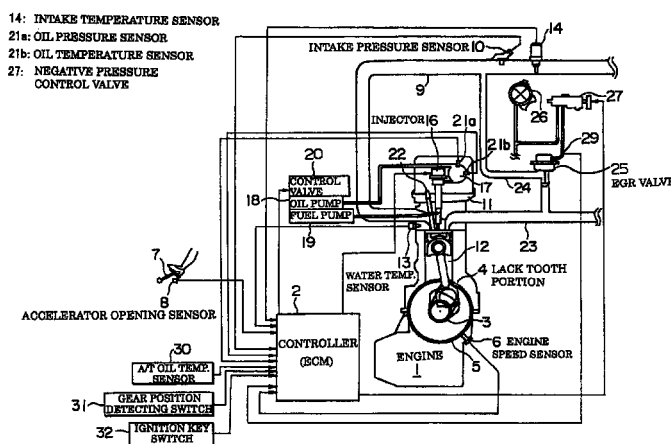 14: INTAKE TEMPERATURE SENSOR
21a: OIL PRESSURE SENSOR
21b: OIL TEMPERATURE SENSOR
27: NEGATIVE PRESSURE
CONTROL VALVE
14
INTAKE PRESSURE SENSOR 10
9
26
27
INJECTOR 16
21a
21b
29
25
EGR VALVE
20
22
CONTROL
VALVE
18
OIL PUMP
FUEL PUMP
17
24
11
19
13
12
23
7
WATER TEMP.
SENSOR
4 LACK TOOTH
PORTION
8
2
ACCELERATOR OPENING SENSOR
3
CONTROLLER
(ECM)
6 ENGINE
SPEED SENSOR
30
5
ENGINE
1
A/T OIL TEMP.
SENSOR
31
GEAR POSITION
DETECTING SWITCH
32
IGNITION KEY
SWITCH